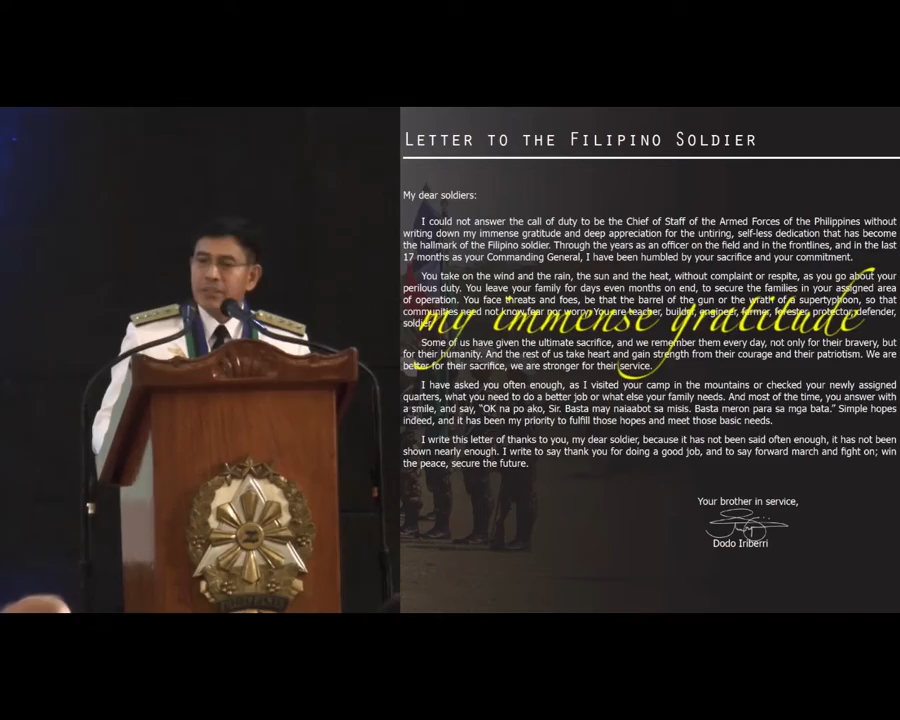 LETTER TO THE FILIPINO SOLDIER
My dear soldiers:
I could not answer the call of duty to be the Chief of Staff of the Armed Forces of the Philippines without
writing down my immense gratitude and deep appreciation for the untiring, self-less dedication that has become
the hallmark of the Filipino soldier. Through the years as an officer on the field and in the frontlines, and in the last
17 months as your Commanding General, I have been humbled by your sacrifice and your commitment.
You take on the wind and the rain, the sun and the heat, without complaint or respite, as you go about your
perilous duty. You leave your family for days even months on end, to secure the families in your assigned area
of operation. You face threats and foes, be that the barrel of the gun or the wrath of a supertyphoon, so that
communities need not know fear nor worry. You are teacher, builder, engineer, farmer, forester, protector, defender,
soldier.
my immense gratitude
Some of us have given the ultimate sacrifice, and we remember them every day, not only for their bravery, but
for their humanity. And the rest of us take heart and gain strength from their courage and their patriotism. We are
better for their sacrifice, we are stronger for their service.
I have asked you often enough, as I visited your camp in the mountains or checked your newly assigned
quarters, what you need to do a better job or what else your family needs. And most of the time, you answer with
a smile, and say, “OK na po ako, Sir. Basta may naiaabot sa misis. Basta meron para sa mga bata.” Simple hopes
indeed, and it has been my priority to fulfill those hopes and meet those basic needs.
I write this letter of thanks to you, my dear soldier, because it has not been said often enough, it has not been
shown nearly enough. I write to say thank you for doing a good job, and to say forward march and fight on; win
the peace, secure the future.
Your brother in service,
Dodo Iriberri